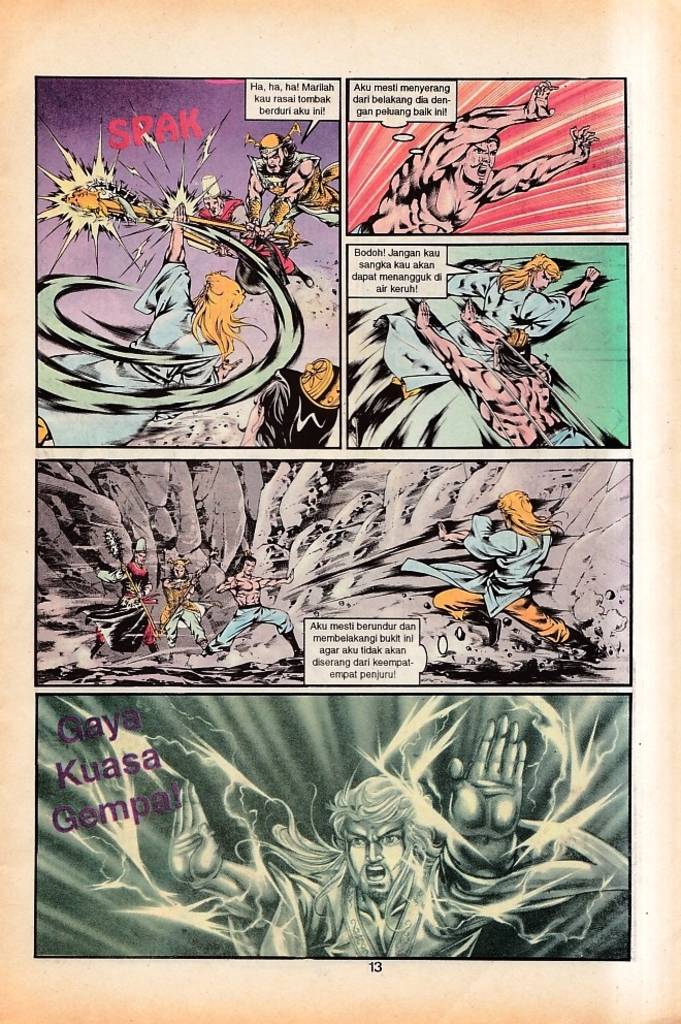 Ha, ha, ha! Marilah
kau rasai tombak
berduri aku ini!
SPAK
Aku mesti menyerang
dari belakang dia den-
gan peluang baik ini!
Bodoh! Jangan kau
sangka kau akan
dapat menangguk di
air keruh!
Aku mesti berundur dan
membelakangi bukit ini
agar aku tidak akan
diserang dari keempat-
empat penjuru!
Gaya
Kuasa
Gempa!
13